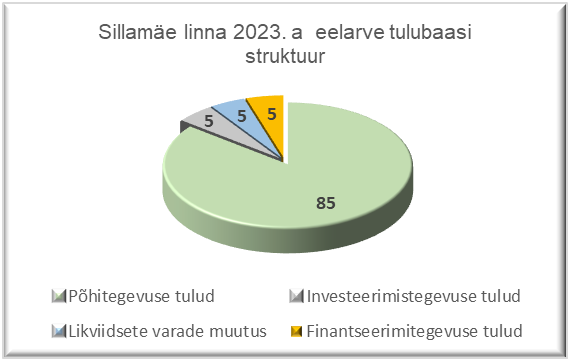 Sillamäe linna 2023. a eelarve tulubaasi
struktuur
5
5
5
85
Põhitegevuse tulud
Investeerimistegevuse tulud
Likviidsete varade muutus
Finantseerimitegevuse tulud